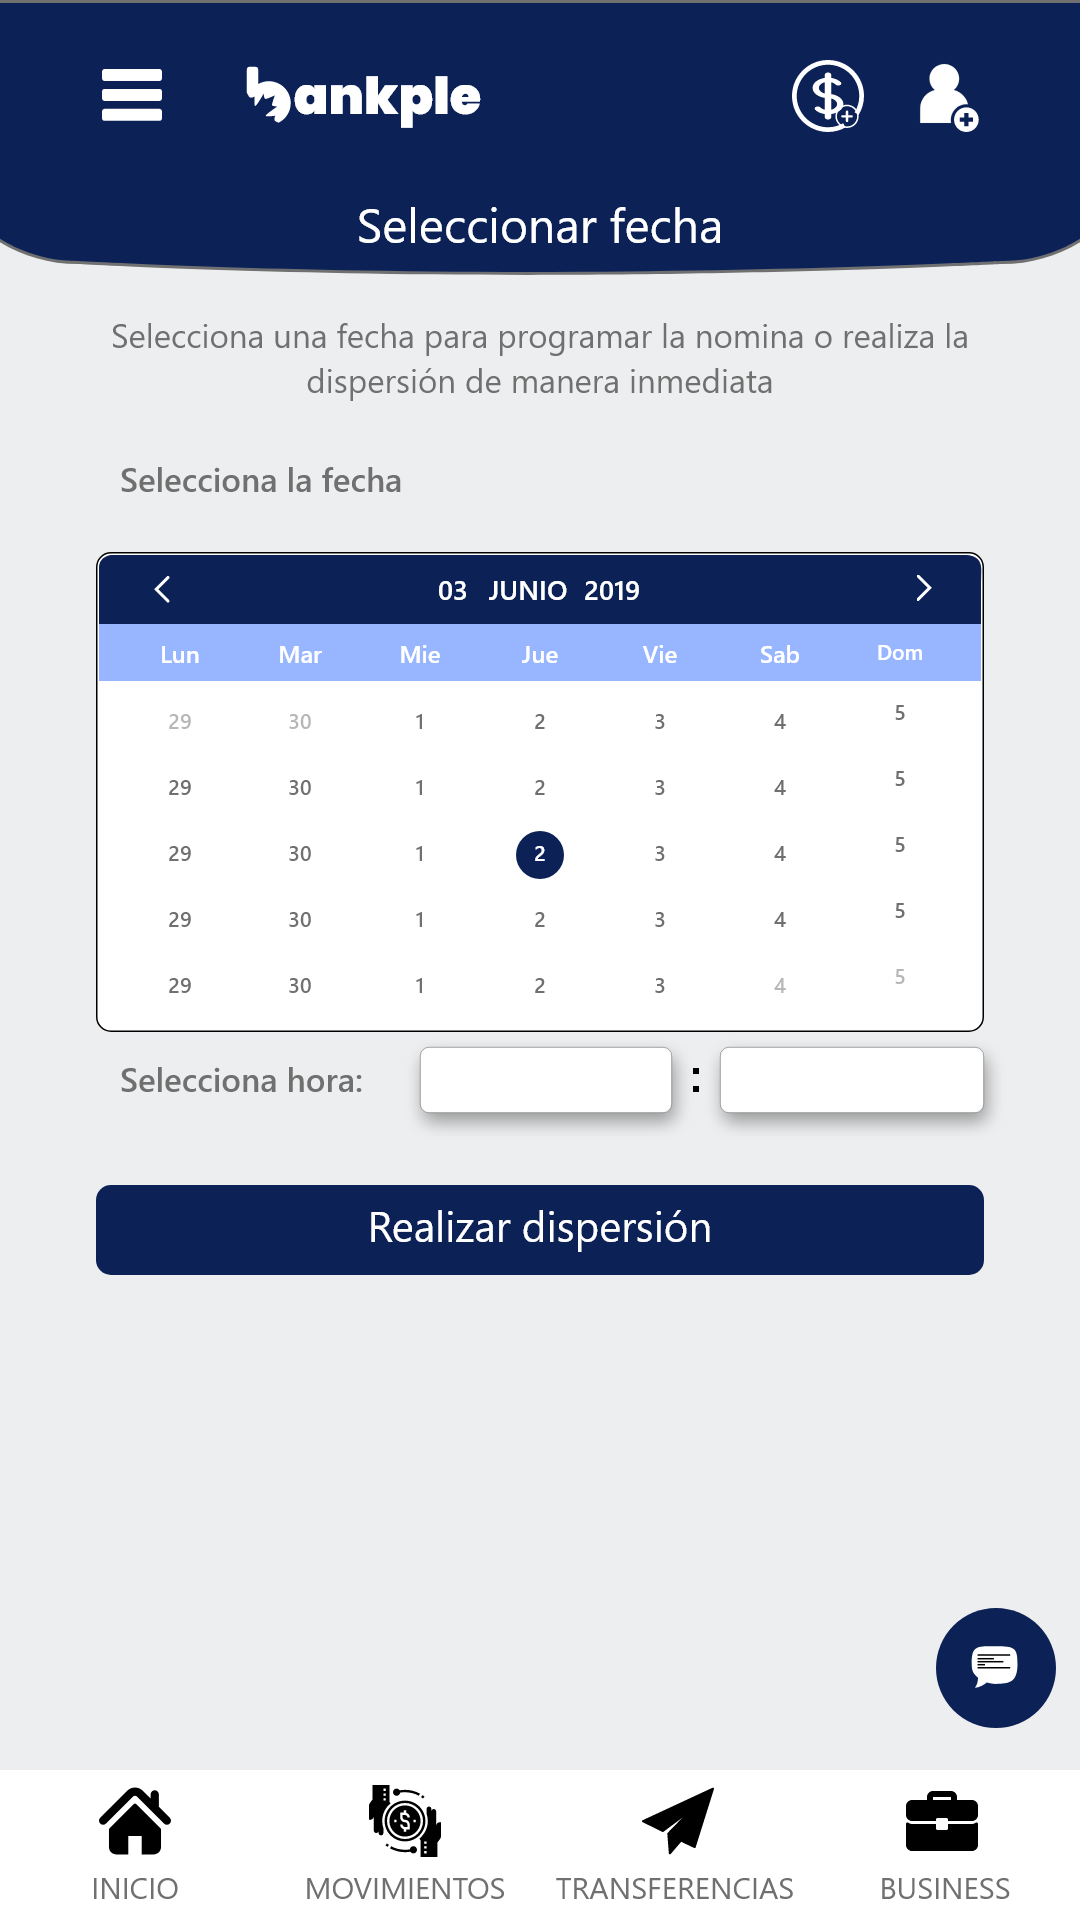 bankple
Seleccionar fecha
Selecciona una fecha para programar la nomina o realiza la
dispersión de manera inmediata
Selecciona la fecha
03 JUNIO 2019
Lun Mar Mie Jue Vie Sab Dom
29 30 1 2 3 4 5
29 30 1 2 3 4 5
29 30 1 2 3 4 5
29 30 1 2 3 4 5
29 30 1 2 3 4 5
Selecciona hora: :
Realizar dispersión
INICIO MOVIMIENTOS TRANSFERENCIAS BUSINESS